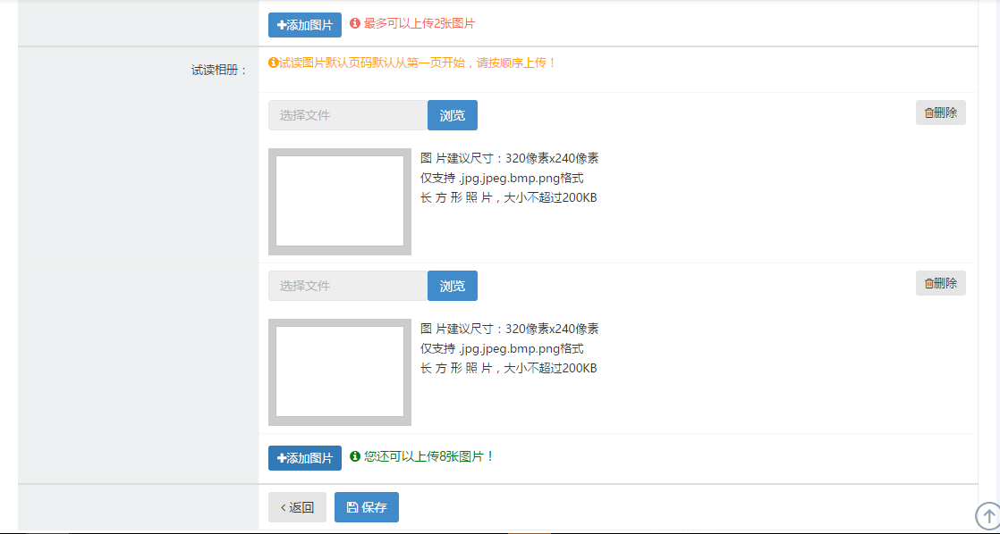 添加图片 最多可以上传2张图片
试读相册：
试读图片默认页码默认从第一页开始，请按顺序上传！
选择文件 浏览 删除
图 片建议尺寸：320像素x240像素
仅支持 .jpg.jpeg.bmp.png格式
长 方 形 照 片，大小不超过200KB
选择文件 浏览 删除
图 片建议尺寸：320像素x240像素
仅支持 .jpg.jpeg.bmp.png格式
长 方 形 照 片，大小不超过200KB
添加图片 您还可以上传8张图片！
返回 保存